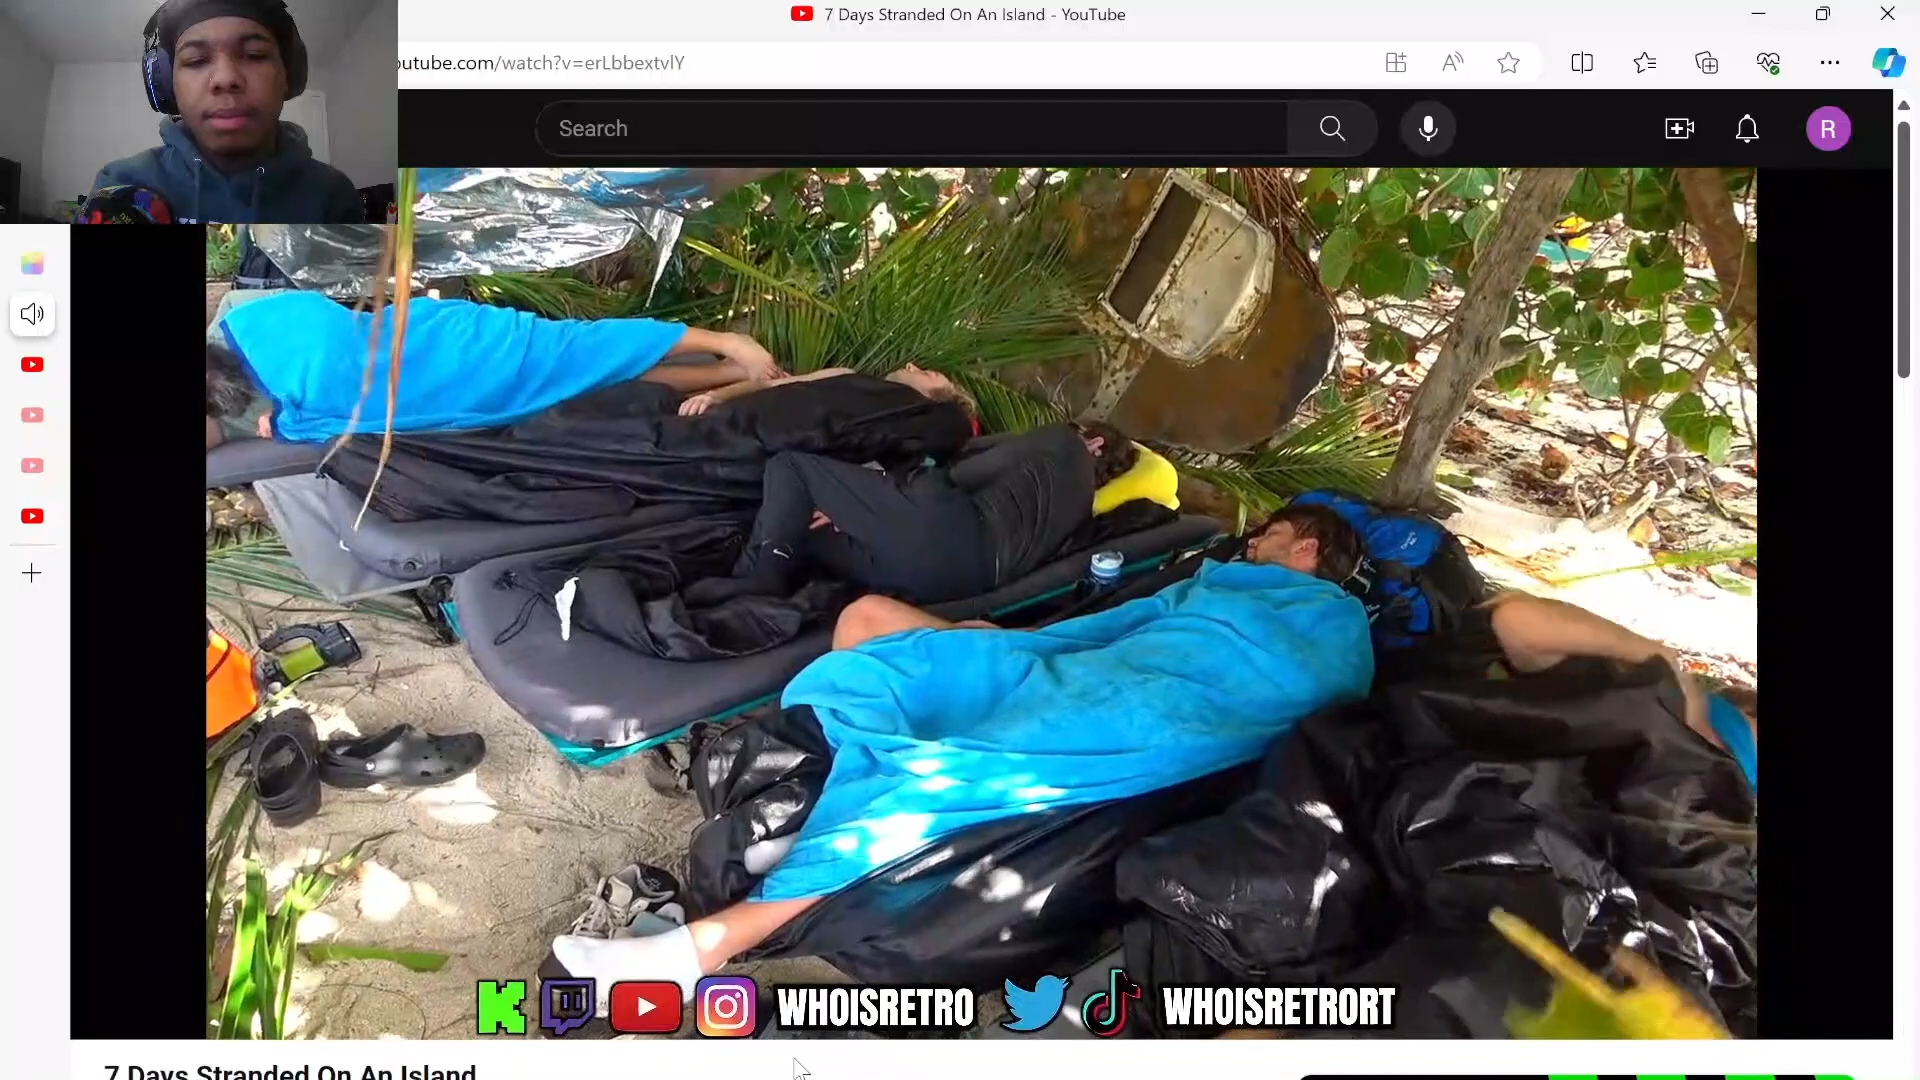 7 Days Stranded On An Island - YouTube
outube.com/watch?v=erLbbextvlY
Search
R
WHOISRETRO WHOISRETRORT
7 Days Stranded On An Island